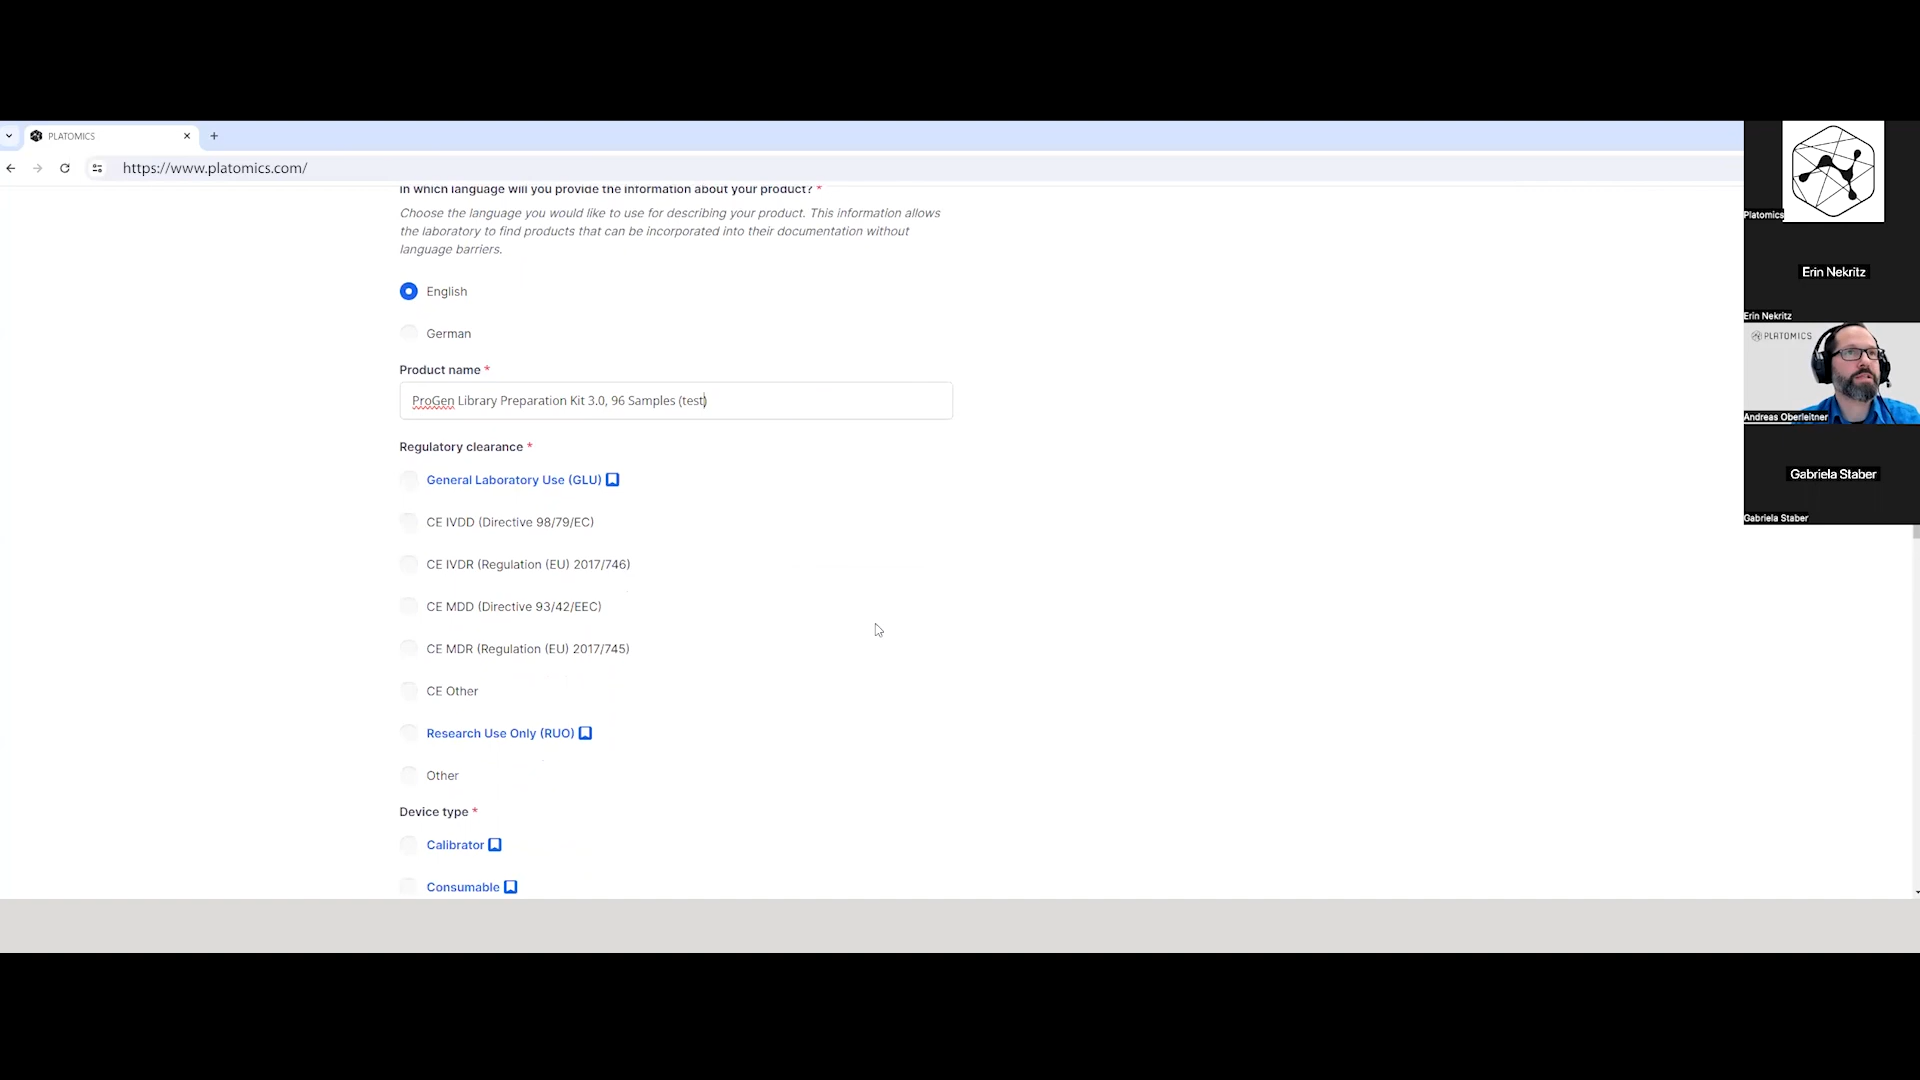 PLATOMICS
https://www.platomics.com/
In which language will you provide the information about your product? *
Choose the language you would like to use for describing your product. This information allows
the laboratory to find products that can be incorporated into their documentation without
language barriers.
English
German
Product name *
ProGen Library Preparation Kit 3.0, 96 Samples (test)
Regulatory clearance *
General Laboratory Use (GLU)
CE IVDD (Directive 98/79/EC)
CE IVDR (Regulation (EU) 2017/746)
CE MDD (Directive 93/42/EEC)
CE MDR (Regulation (EU) 2017/745)
CE Other
Research Use Only (RUO)
Other
Device type *
Calibrator
Consumable
Platomics
Erin Nekritz
Erin Nekritz
PLATOMICS
Andreas Oberleitner
Gabriela Staber
Gabriela Staber